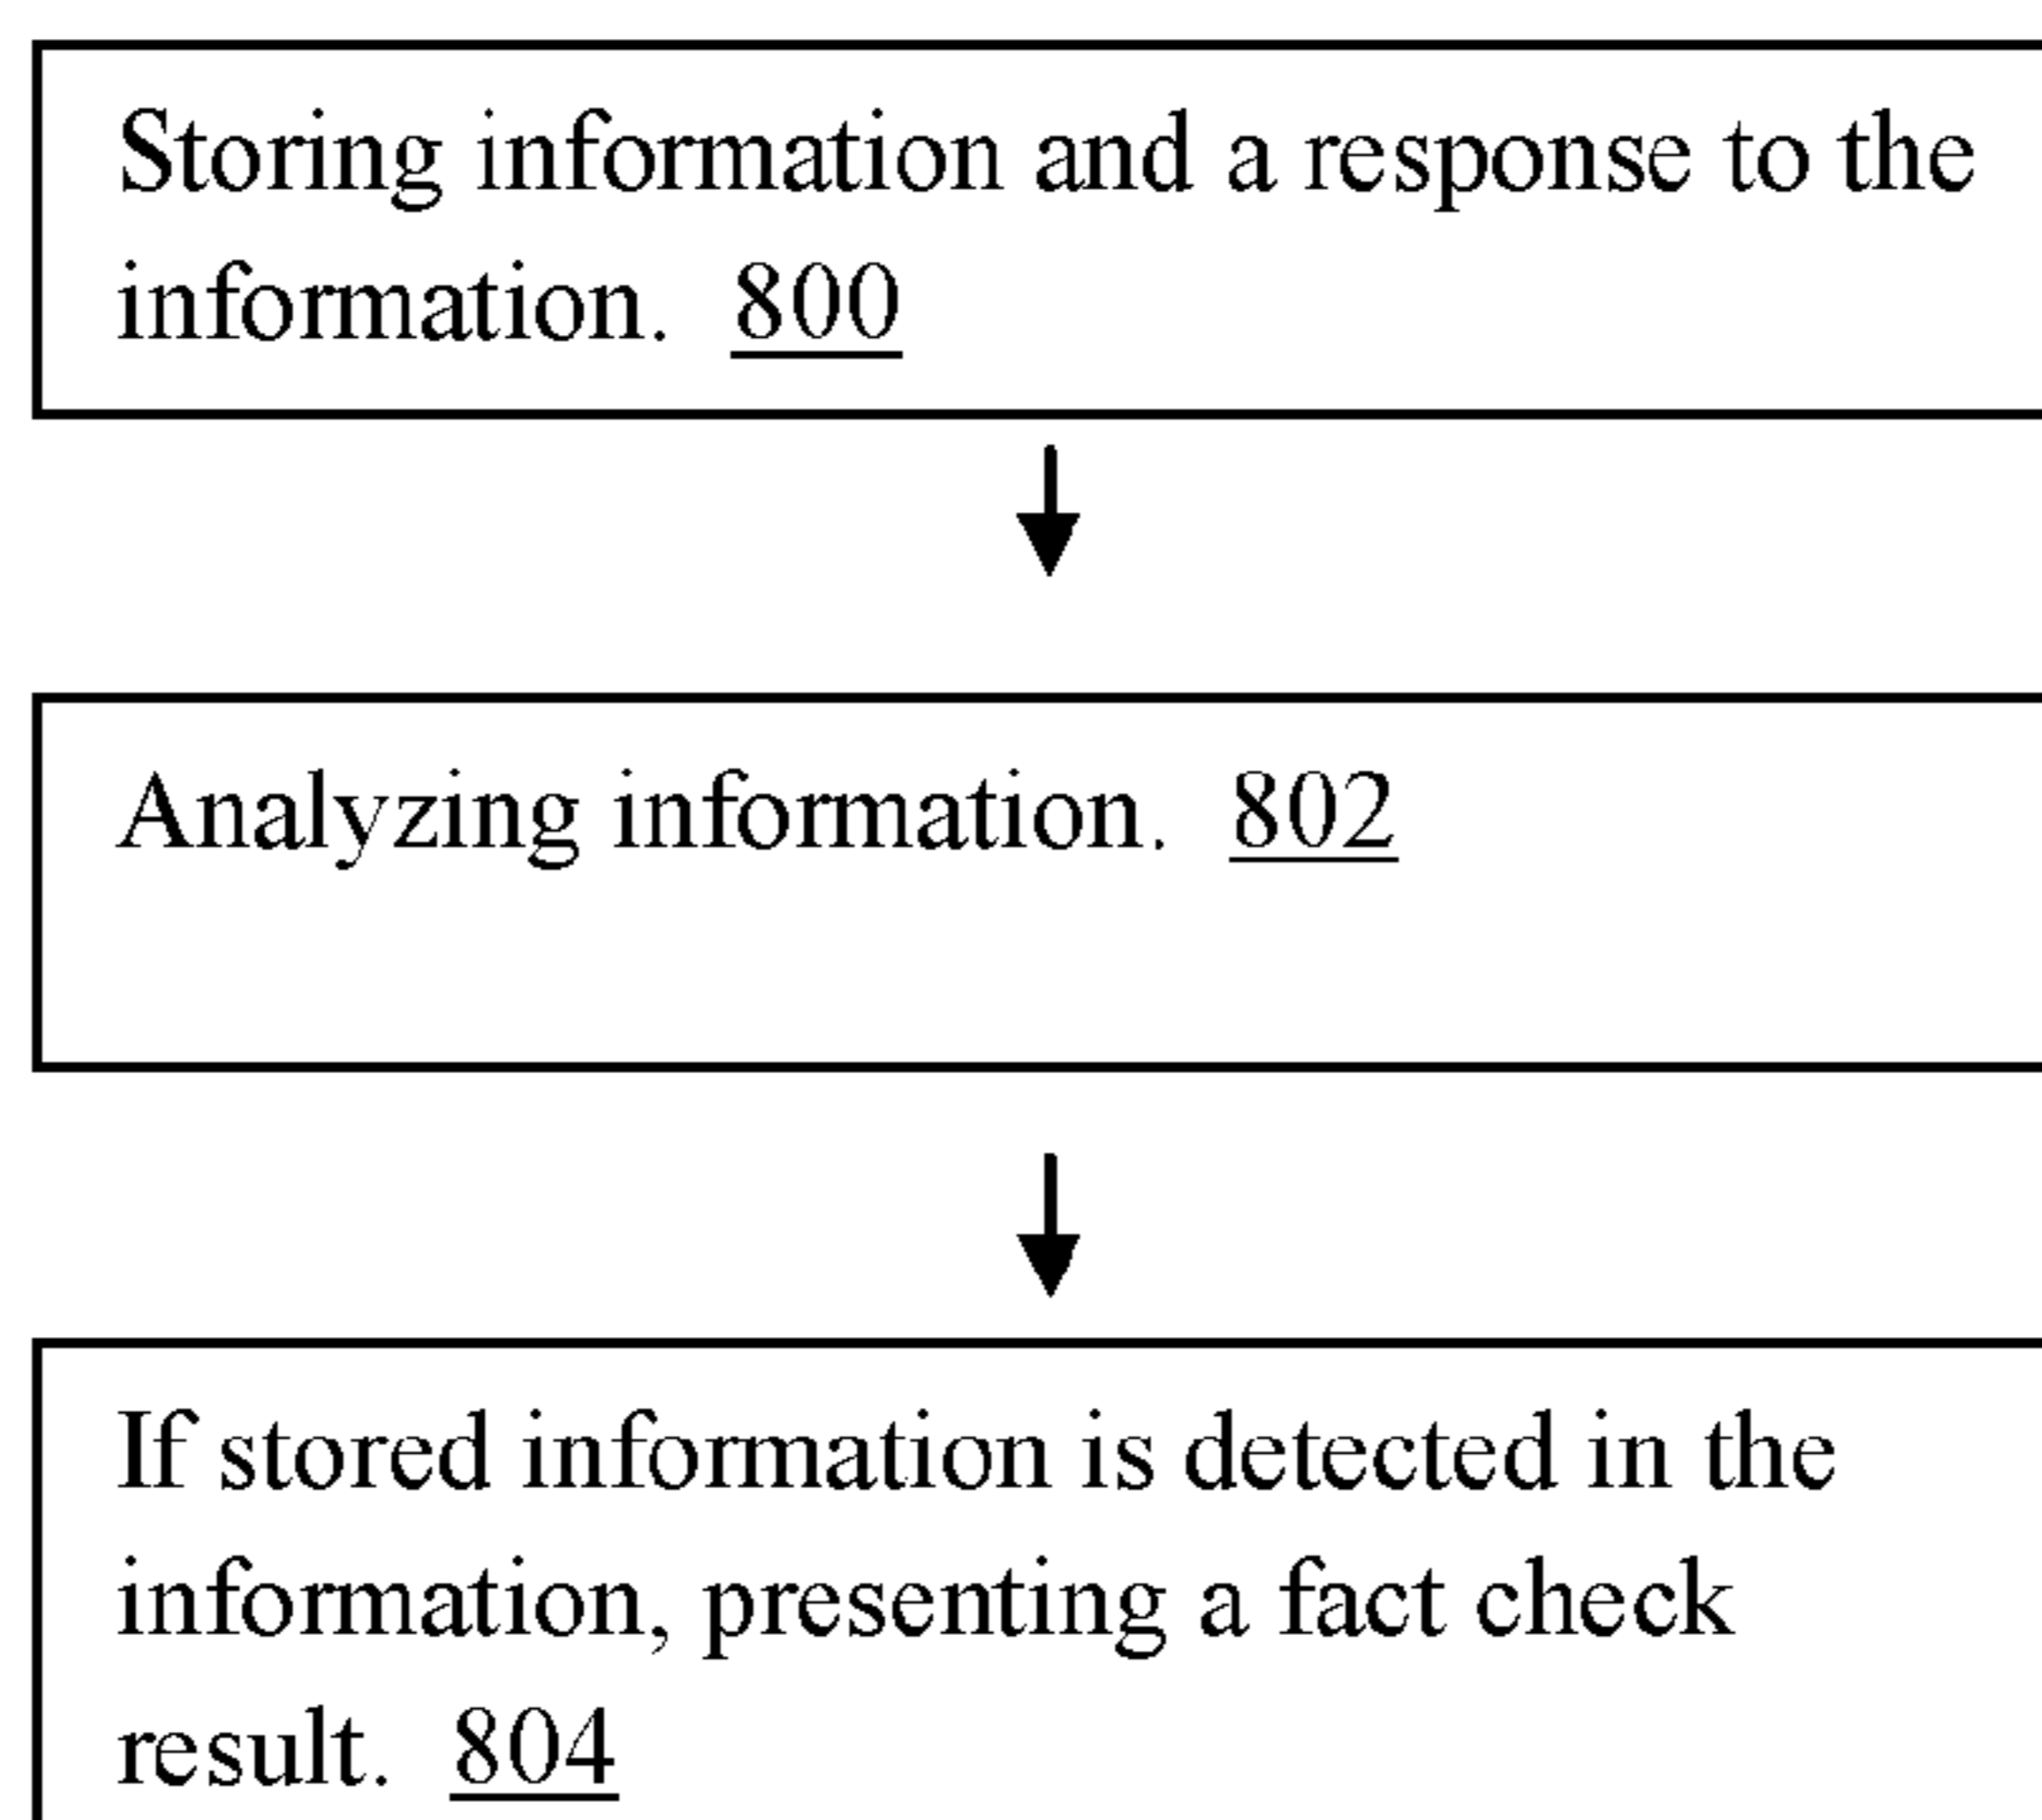 Storing information and a response to the
information. 800
Analyzing information. 802
If stored information is detected in the
information, presenting a fact check
result. 804